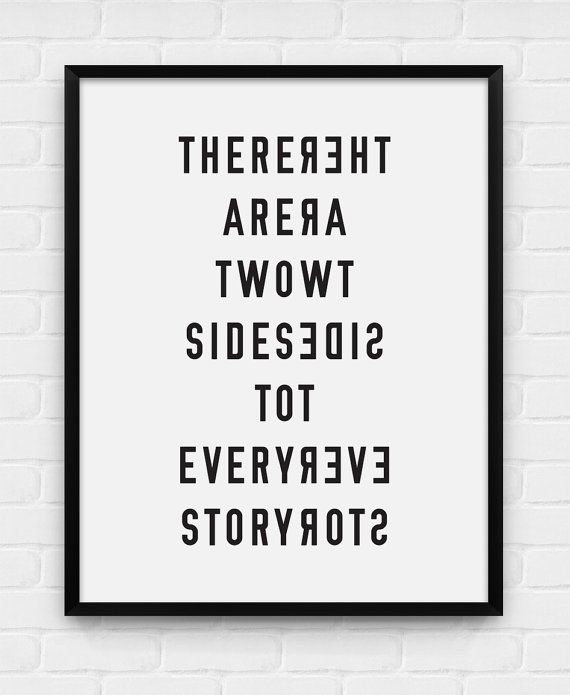 THEREЯƎHT
AREЯA
TWOWT
SIDESƎᗡIƧ
TOT
EVERYЯƎVƎ
STORYЯOTƧ